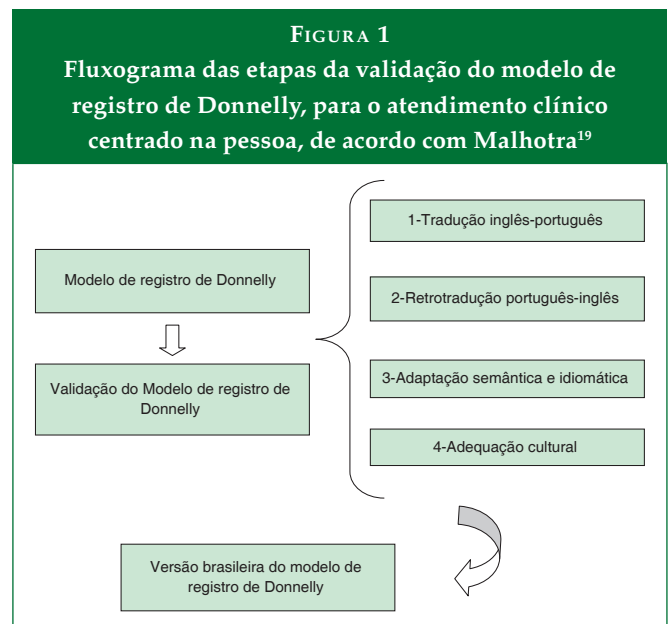 FIGURA 1
Fluxograma das etapas da validação do modelo de
registro de Donnelly, para o atendimento clínico
centrado na pessoa, de acordo com Malhotra¹⁹
Modelo de registro de Donnelly
Validação do Modelo de registro de
Donnelly
1-Tradução inglês-português
2-Retrotradução português-inglês
3-Adaptação semântica e idiomática
4-Adequação cultural
Versão brasileira do modelo de
registro de Donnelly